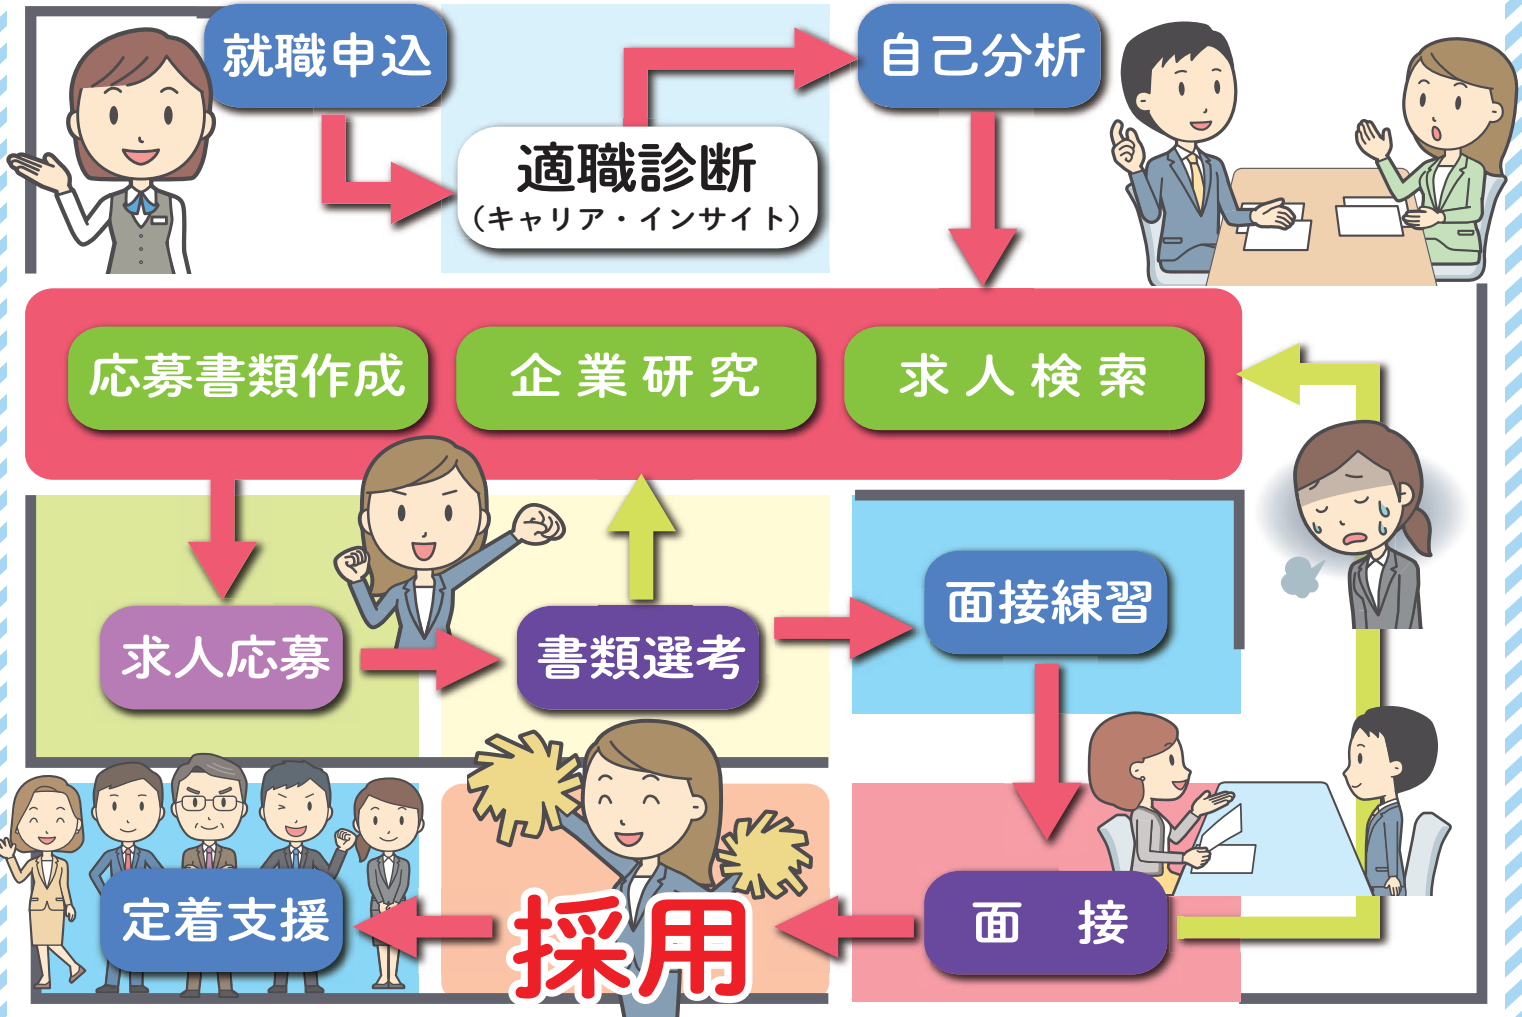 就職申込
適職診断
（キャリア・インサイト）
自己分析
応募書類作成
企業研究
求人検索
求人応募
書類選考
面接練習
面 接
採用
定着支援